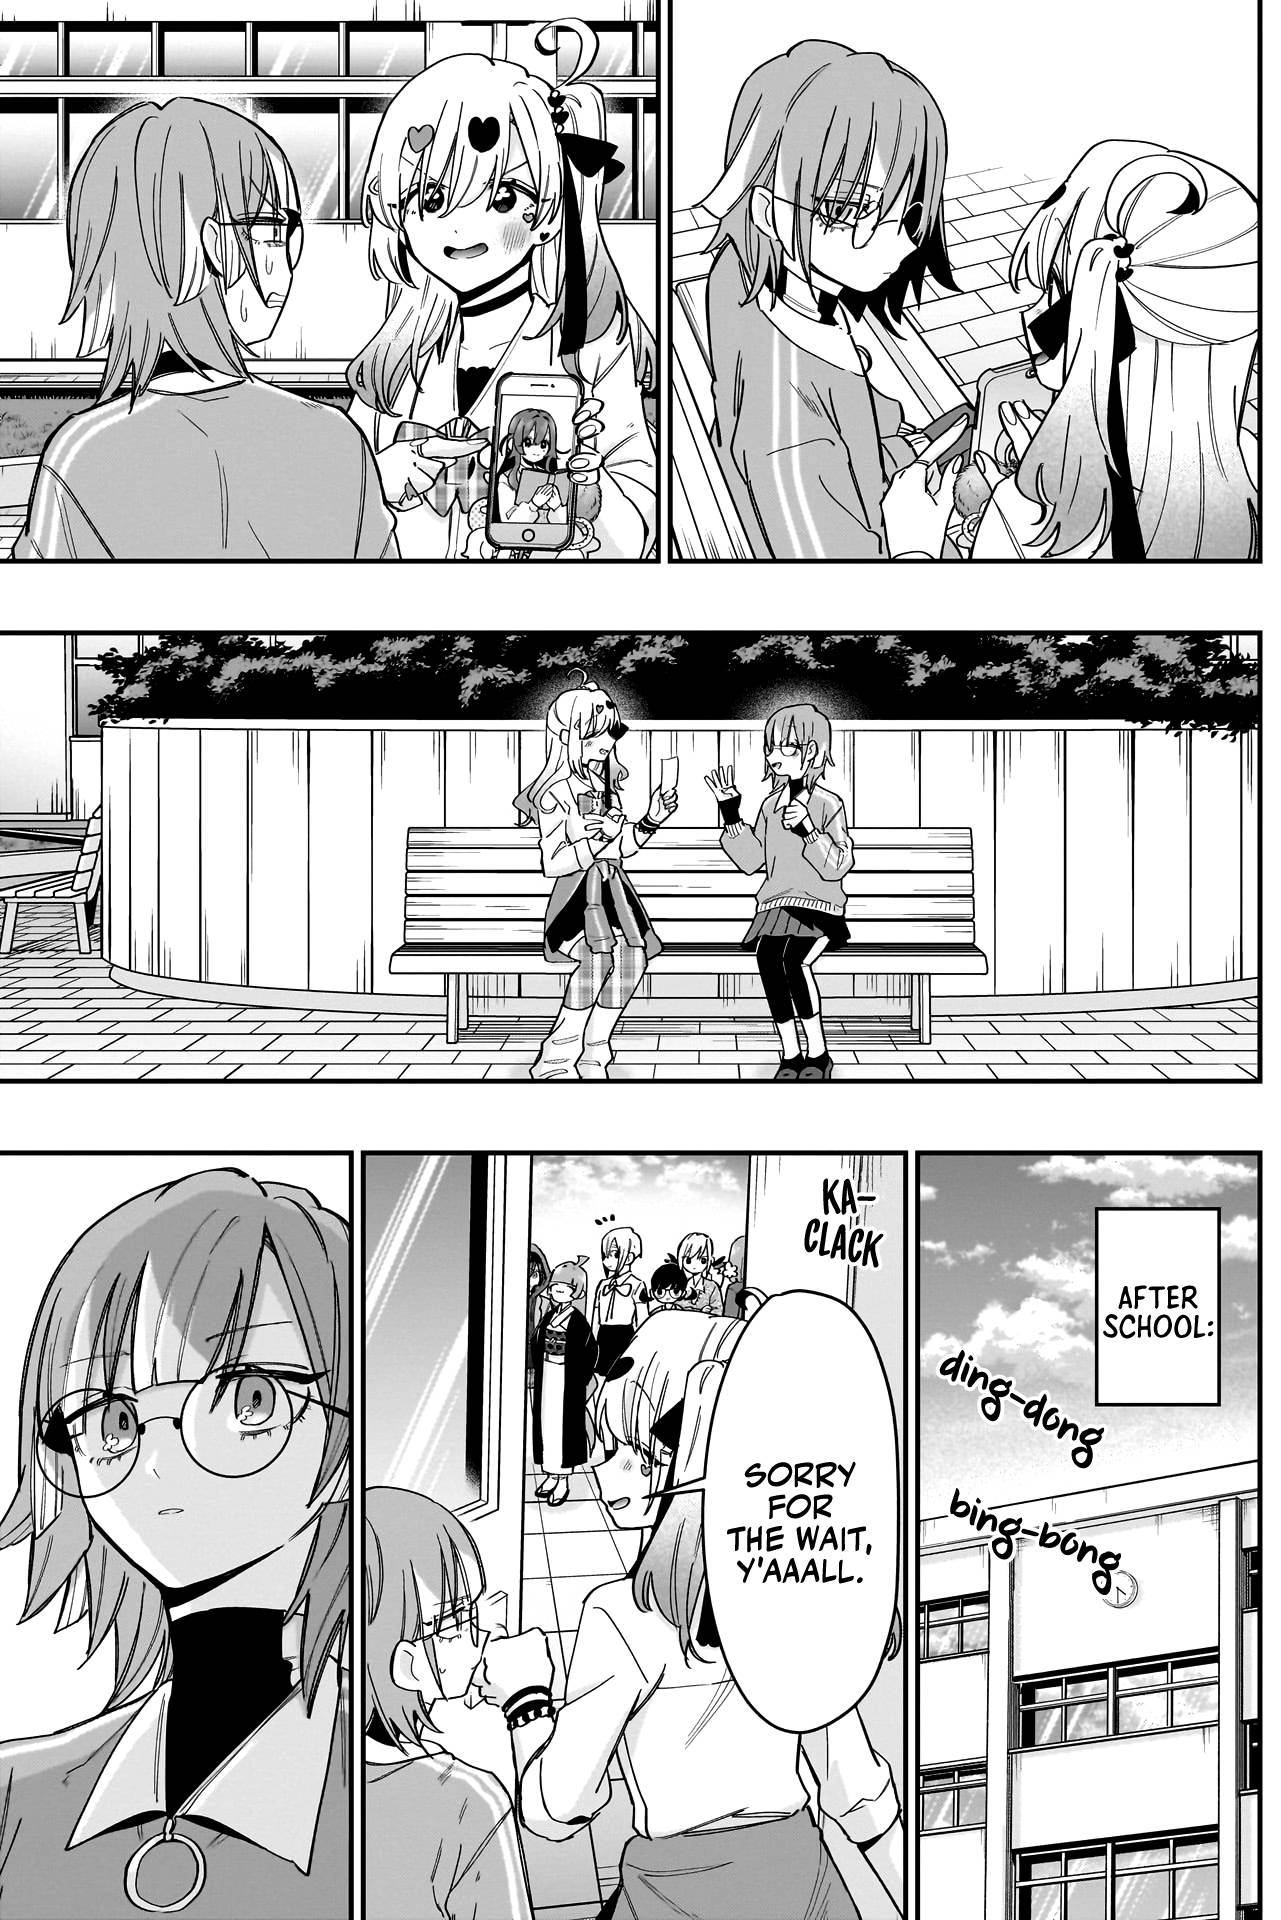 AFTER
SCHOOL:
ding-dong
bing-bong
KA-
CLACK
SORRY
FOR
THE WAIT,
Y'AAALL.